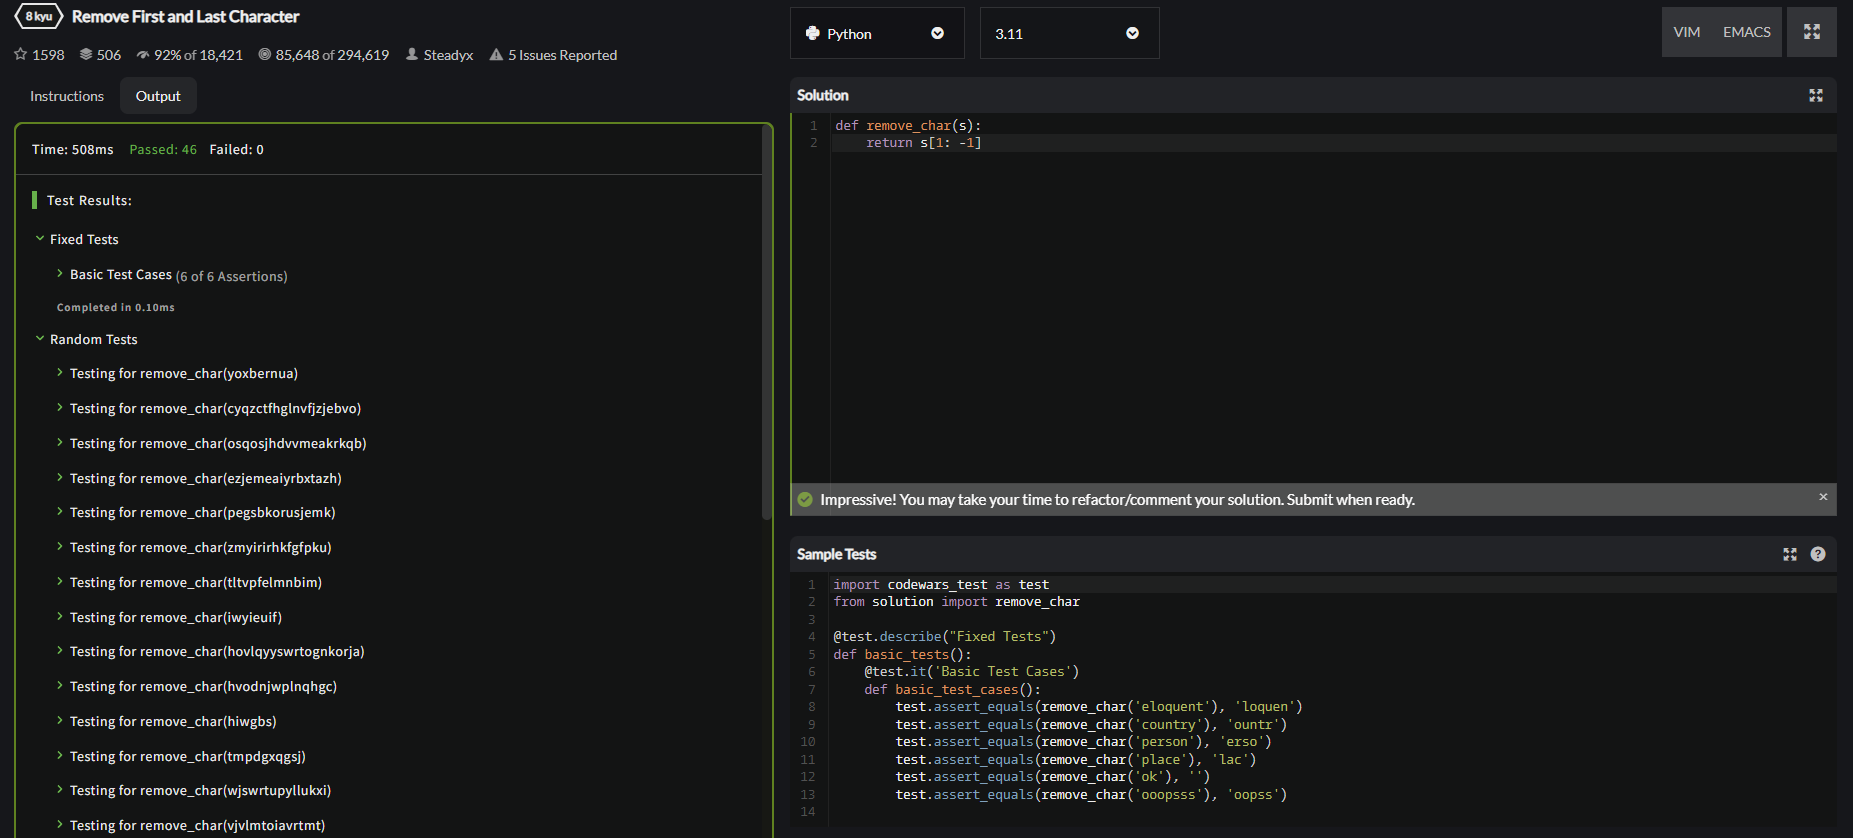 8 kyu Remove First and Last Character
1598 506 92% of 18,421 85,648 of 294,619 Steadyx 5 Issues Reported
Instructions Output
Time: 508ms Passed: 46 Failed: 0
Test Results:
Fixed Tests
Basic Test Cases (6 of 6 Assertions)
Completed in 0.10ms
Random Tests
Testing for remove_char(yoxbernua)
Testing for remove_char(cyqzctfhglnvfjzjebvo)
Testing for remove_char(osqosjhdvvmeakrkqb)
Testing for remove_char(ezjemeaiyrbxtazh)
Testing for remove_char(pegsbkorusjemk)
Testing for remove_char(zmyirirhkfgfpku)
Testing for remove_char(tltvpfelmnbim)
Testing for remove_char(iwyieuif)
Testing for remove_char(hovlqyyswrtognkorja)
Testing for remove_char(hvodnjwplnqhgc)
Testing for remove_char(hiwgbs)
Testing for remove_char(tmpdgxqgsj)
Testing for remove_char(wjswrtupyllukxi)
Testing for remove_char(vjvlmtoiavrtmt)
Python 3.11 VIM EMACS
Solution
1 def remove_char(s):
2     return s[1: -1]
Impressive! You may take your time to refactor/comment your solution. Submit when ready. ×
Sample Tests ?
1 import codewars_test as test
2 from solution import remove_char
3
4 @test.describe("Fixed Tests")
5 def basic_tests():
6     @test.it('Basic Test Cases')
7     def basic_test_cases():
8         test.assert_equals(remove_char('eloquent'), 'loquen')
9         test.assert_equals(remove_char('country'), 'ountr')
10         test.assert_equals(remove_char('person'), 'erso')
11         test.assert_equals(remove_char('place'), 'lac')
12         test.assert_equals(remove_char('ok'), '')
13         test.assert_equals(remove_char('ooopsss'), 'oopss')
14